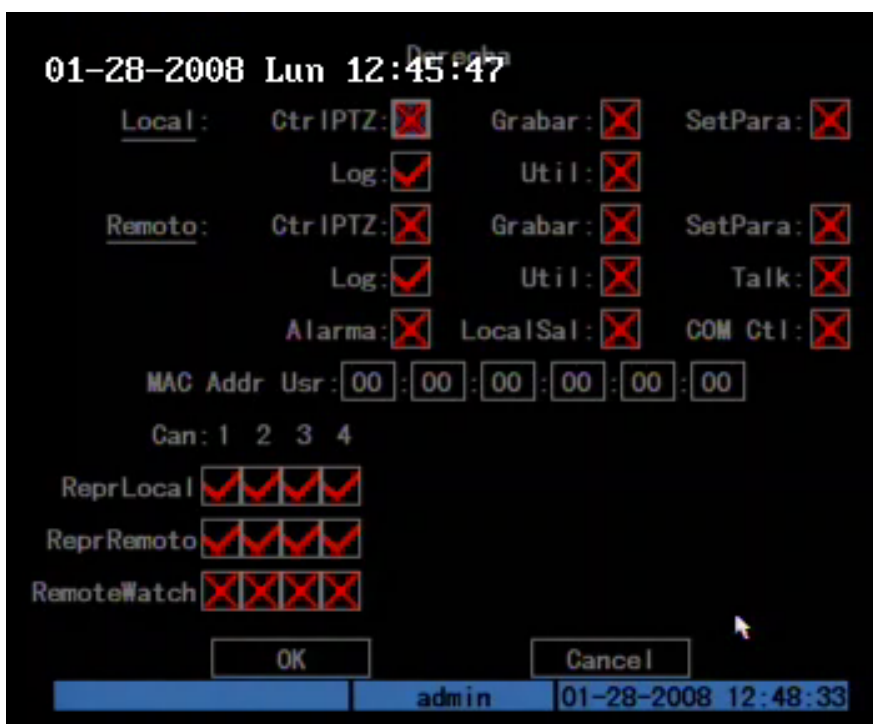 Derecha
01-28-2008 Lun 12:45:47
Local: CtrlPTZ: Grabar: SetPara:
Log: Util:
Remoto: CtrlPTZ: Grabar: SetPara:
Log: Util: Talk:
Alarma: LocalSal: COM Ctl:
MAC Addr Usr: 00 : 00 : 00 : 00 : 00 : 00
Can: 1 2 3 4
ReprLocal
ReprRemoto
RemoteWatch
OK Cancel
admin 01-28-2008 12:48:33